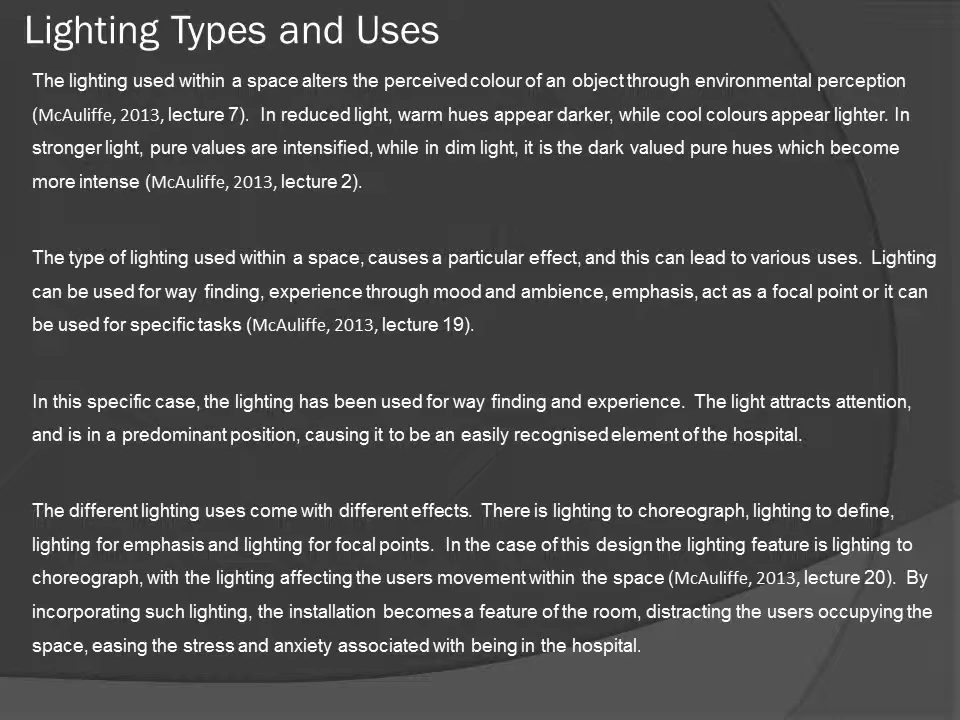 Lighting Types and Uses
The lighting used within a space alters the perceived colour of an object through environmental perception
(McAuliffe, 2013, lecture 7).  In reduced light, warm hues appear darker, while cool colours appear lighter. In
stronger light, pure values are intensified, while in dim light, it is the dark valued pure hues which become
more intense (McAuliffe, 2013, lecture 2).
The type of lighting used within a space, causes a particular effect, and this can lead to various uses.  Lighting
can be used for way finding, experience through mood and ambience, emphasis, act as a focal point or it can
be used for specific tasks (McAuliffe, 2013, lecture 19).
In this specific case, the lighting has been used for way finding and experience.  The light attracts attention,
and is in a predominant position, causing it to be an easily recognised element of the hospital.
The different lighting uses come with different effects.  There is lighting to choreograph, lighting to define,
lighting for emphasis and lighting for focal points.  In the case of this design the lighting feature is lighting to
choreograph, with the lighting affecting the users movement within the space (McAuliffe, 2013, lecture 20).  By
incorporating such lighting, the installation becomes a feature of the room, distracting the users occupying the
space, easing the stress and anxiety associated with being in the hospital.